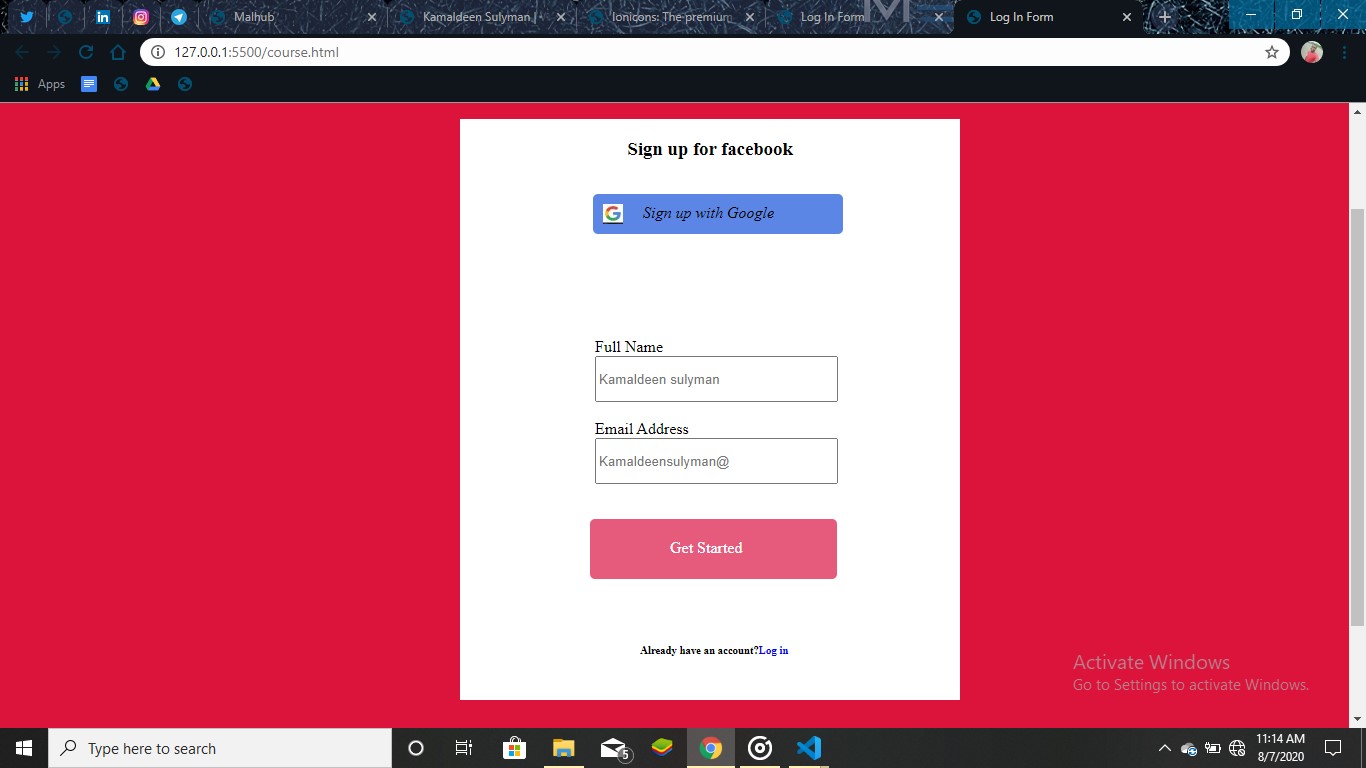 Malhub
Kamaldeen Sulyman |
Ionicons: The premium
Log In Form
Log In Form
127.0.0.1:5500/course.html
Apps
Sign up for facebook
Sign up with Google
Full Name
Kamaldeen sulyman
Email Address
Kamaldeensulyman@
Get Started
Already have an account?Log in
Activate Windows
Go to Settings to activate Windows.
Type here to search
5
11:14 AM
8/7/2020